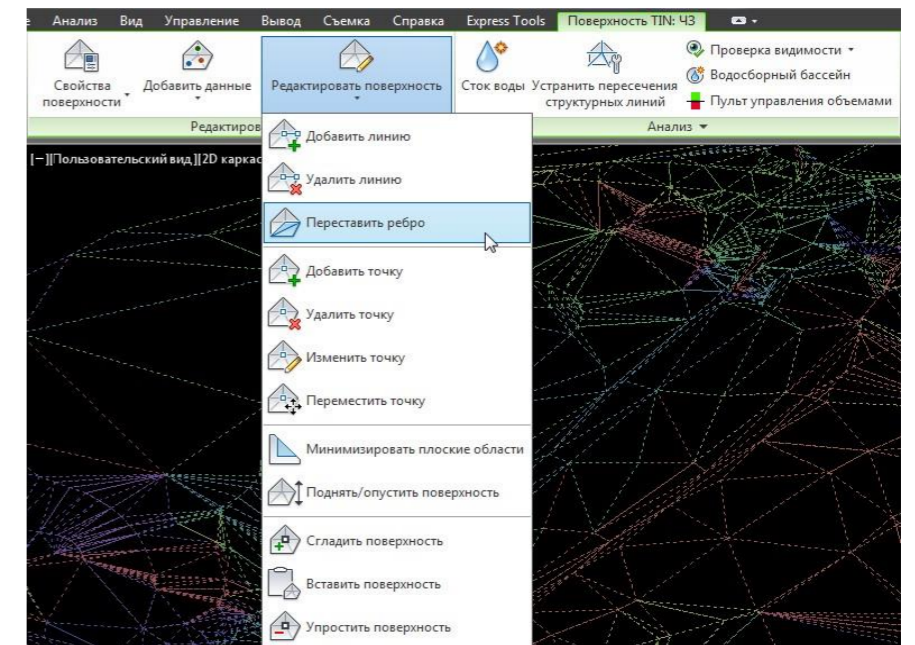 Анализ Вид Управление Вывод Съемка Справка Express Tools Поверхность TIN: ЧЗ
Свойства поверхности
Добавить данные
Редактировать поверхность
Сток воды
Устранить пересечения структурных линий
Проверка видимости
Водосборный бассейн
Пульт управления объемами
Редактиров
Анализ
[–][Пользовательский вид][2D каркас
Добавить линию
Удалить линию
Переставить ребро
Добавить точку
Удалить точку
Изменить точку
Переместить точку
Минимизировать плоские области
Поднять/опустить поверхность
Сгладить поверхность
Вставить поверхность
Упростить поверхность